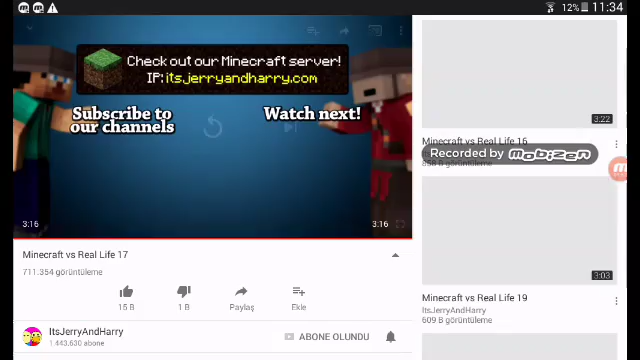 12% 11:34
Check out our Minecraft server!
IP: itsjerryandharry.com
Subscribe to
our channels
Watch next!
3:16
3:16
Minecraft vs Real Life 17
711.354 görüntüleme
15 B
1 B
Paylaş
Ekle
ItsJerryAndHarry
1.443.630 abone
ABONE OLUNDU
3:22
Minecraft vs Real Life 16
Recorded by mobizen
3:03
Minecraft vs Real Life 19
ItsJerryAndHarry
609 B görüntüleme